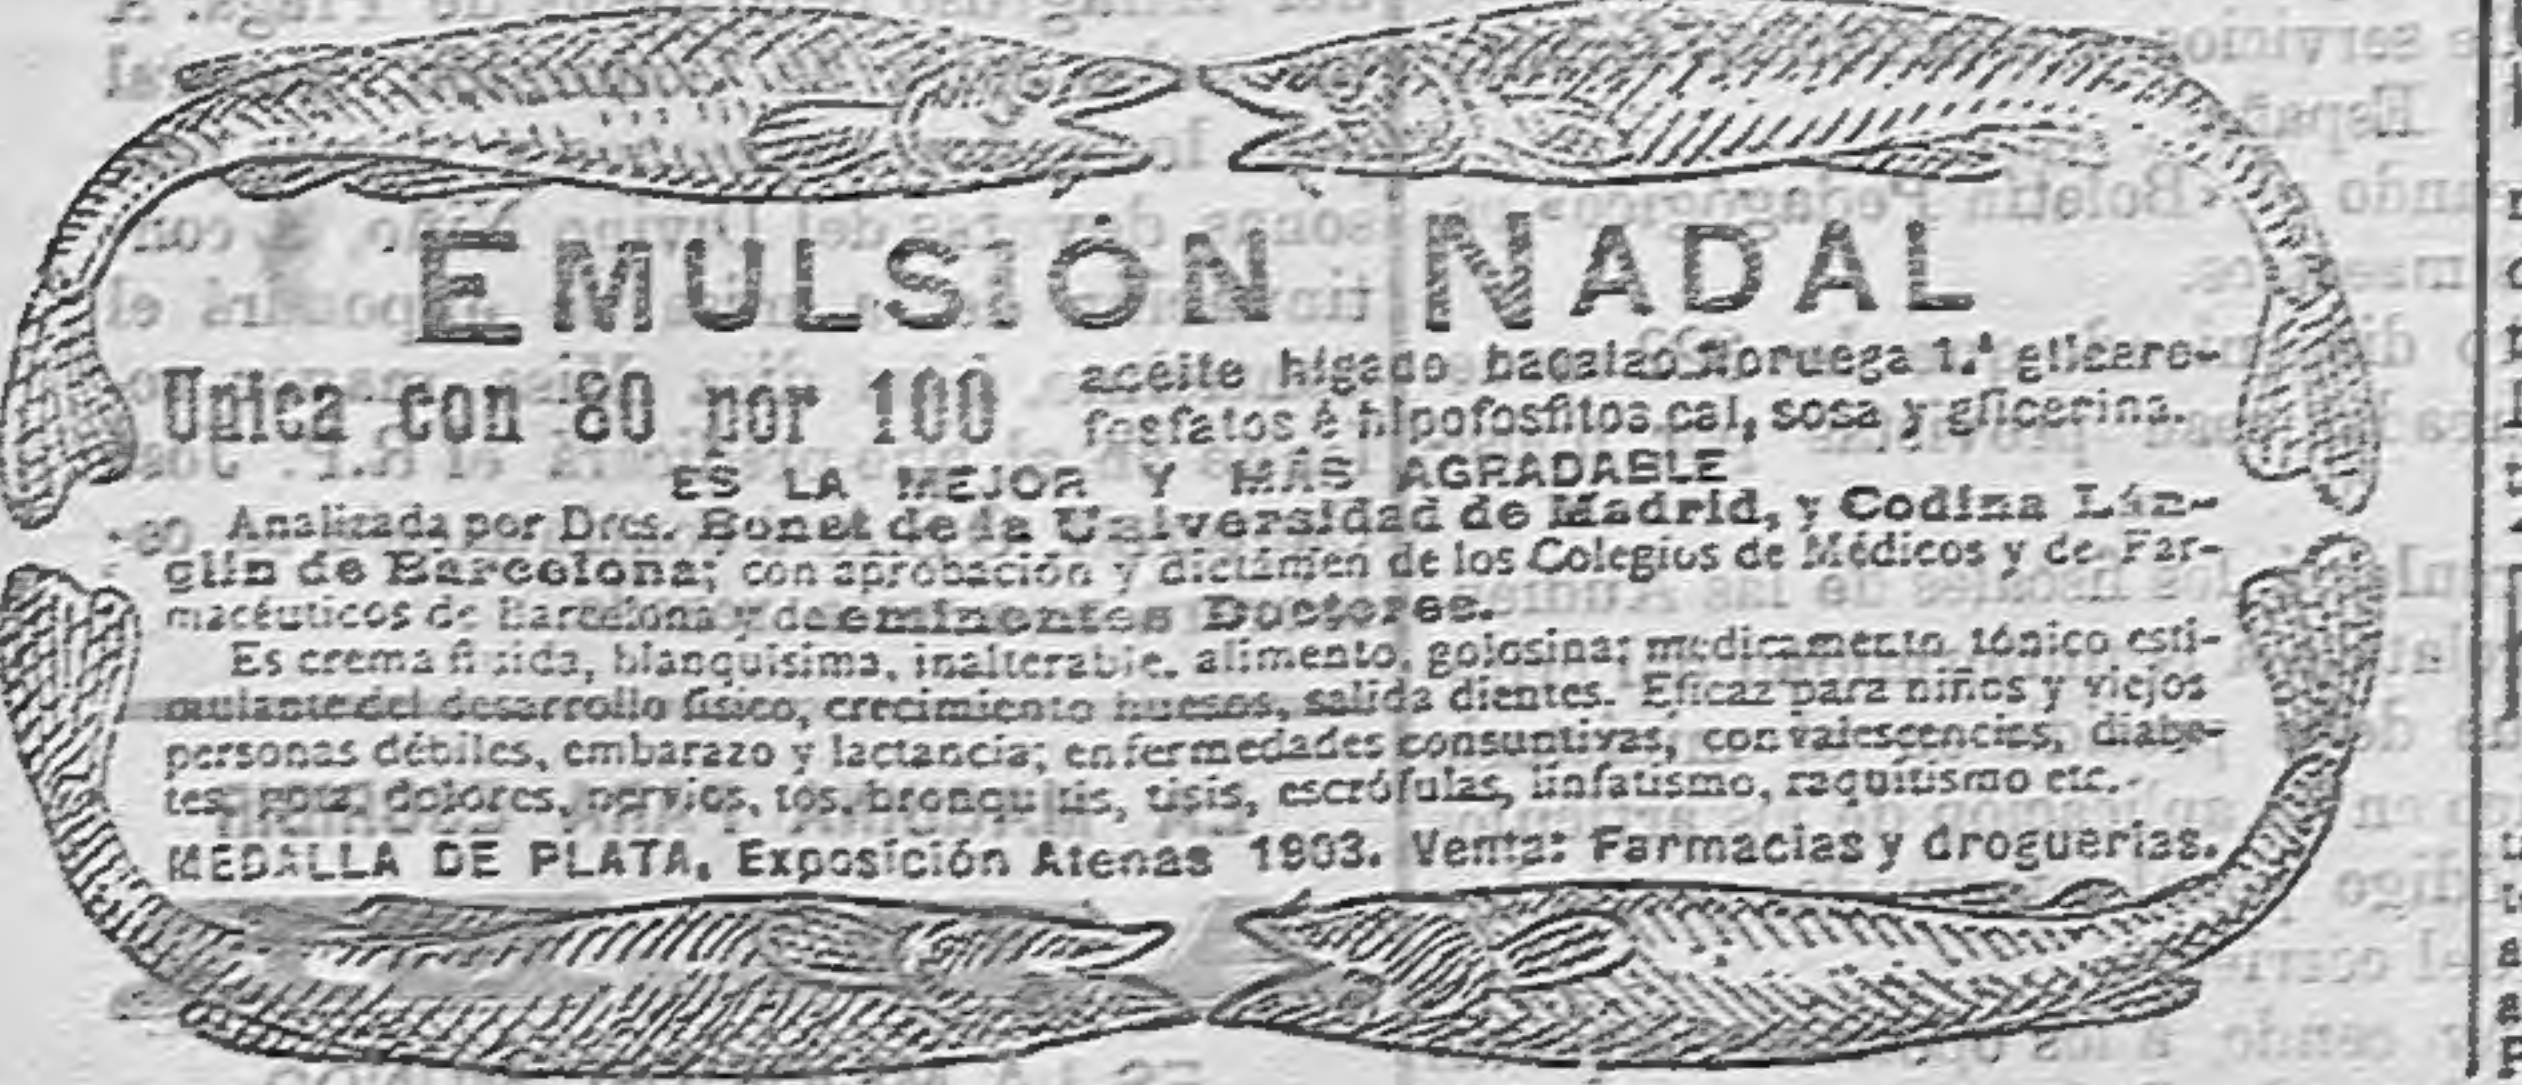 EMULSIÓN NADAL
Unica con 80 por 100
aceite hígado bacalao Noruega 1.ª glicero-
fosfatos é hipofosfitos cal, sosa y glicerina.
ES LA MEJOR Y MÁS AGRADABLE
Analizada por Dres. Bonet de la Universidad de Madrid, y Codina Län-
glin de Barcelona; con aprobación y dictámen de los Colegios de Médicos y de Far-
macéuticos de Barcelona y de eminentes Doctores.
Es crema fluida, blanquísima, inalterable, alimento, golosina; medicamento tónico esti-
mulante del desarrollo físico, crecimiento huesos, salida dientes. Eficaz para niños y viejos
personas débiles, embarazo y lactancia; enfermedades consuntivas, convalescencias, diabe-
tes, gota, dolores, nervios, tos, bronquitis, tisis, escrófulas, linfatismo, raquitismo etc.-
MEDALLA DE PLATA, Exposición Atenas 1903. Venta: Farmacias y droguerias.